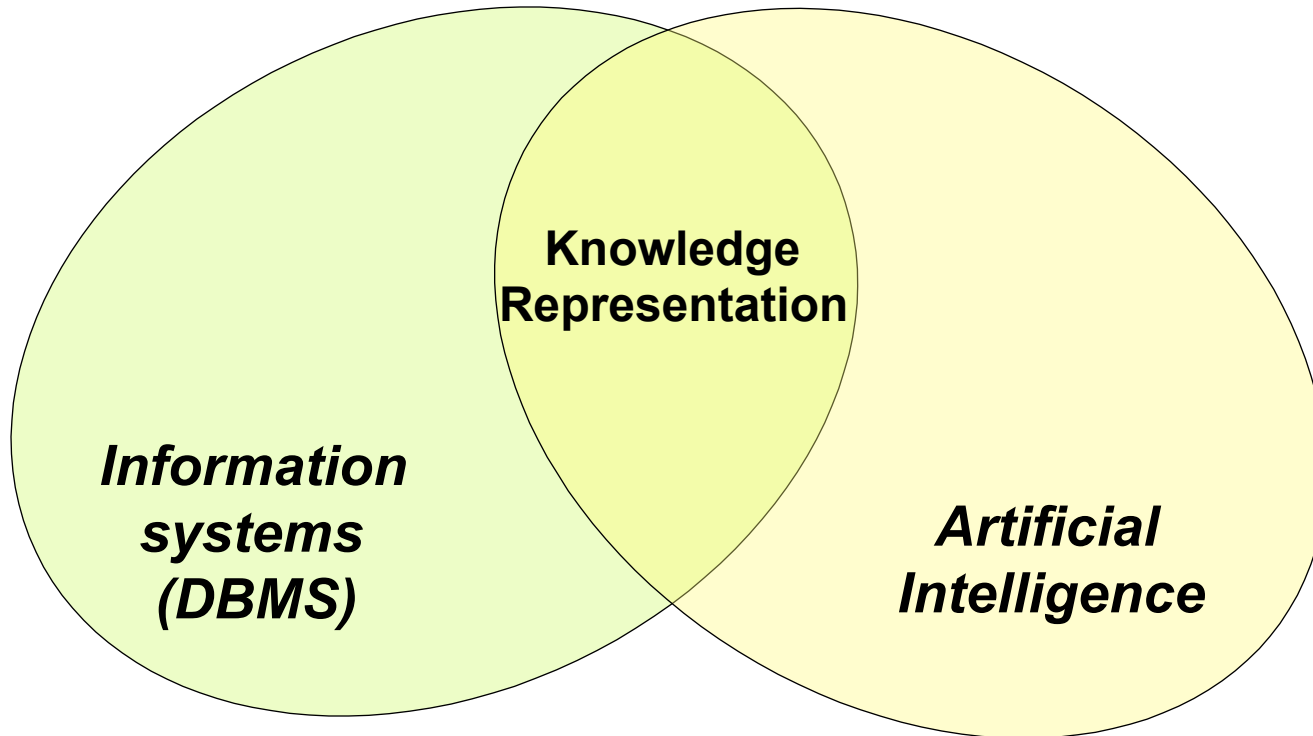 Knowledge
Representation
Information
systems
(DBMS)
Artificial
Intelligence